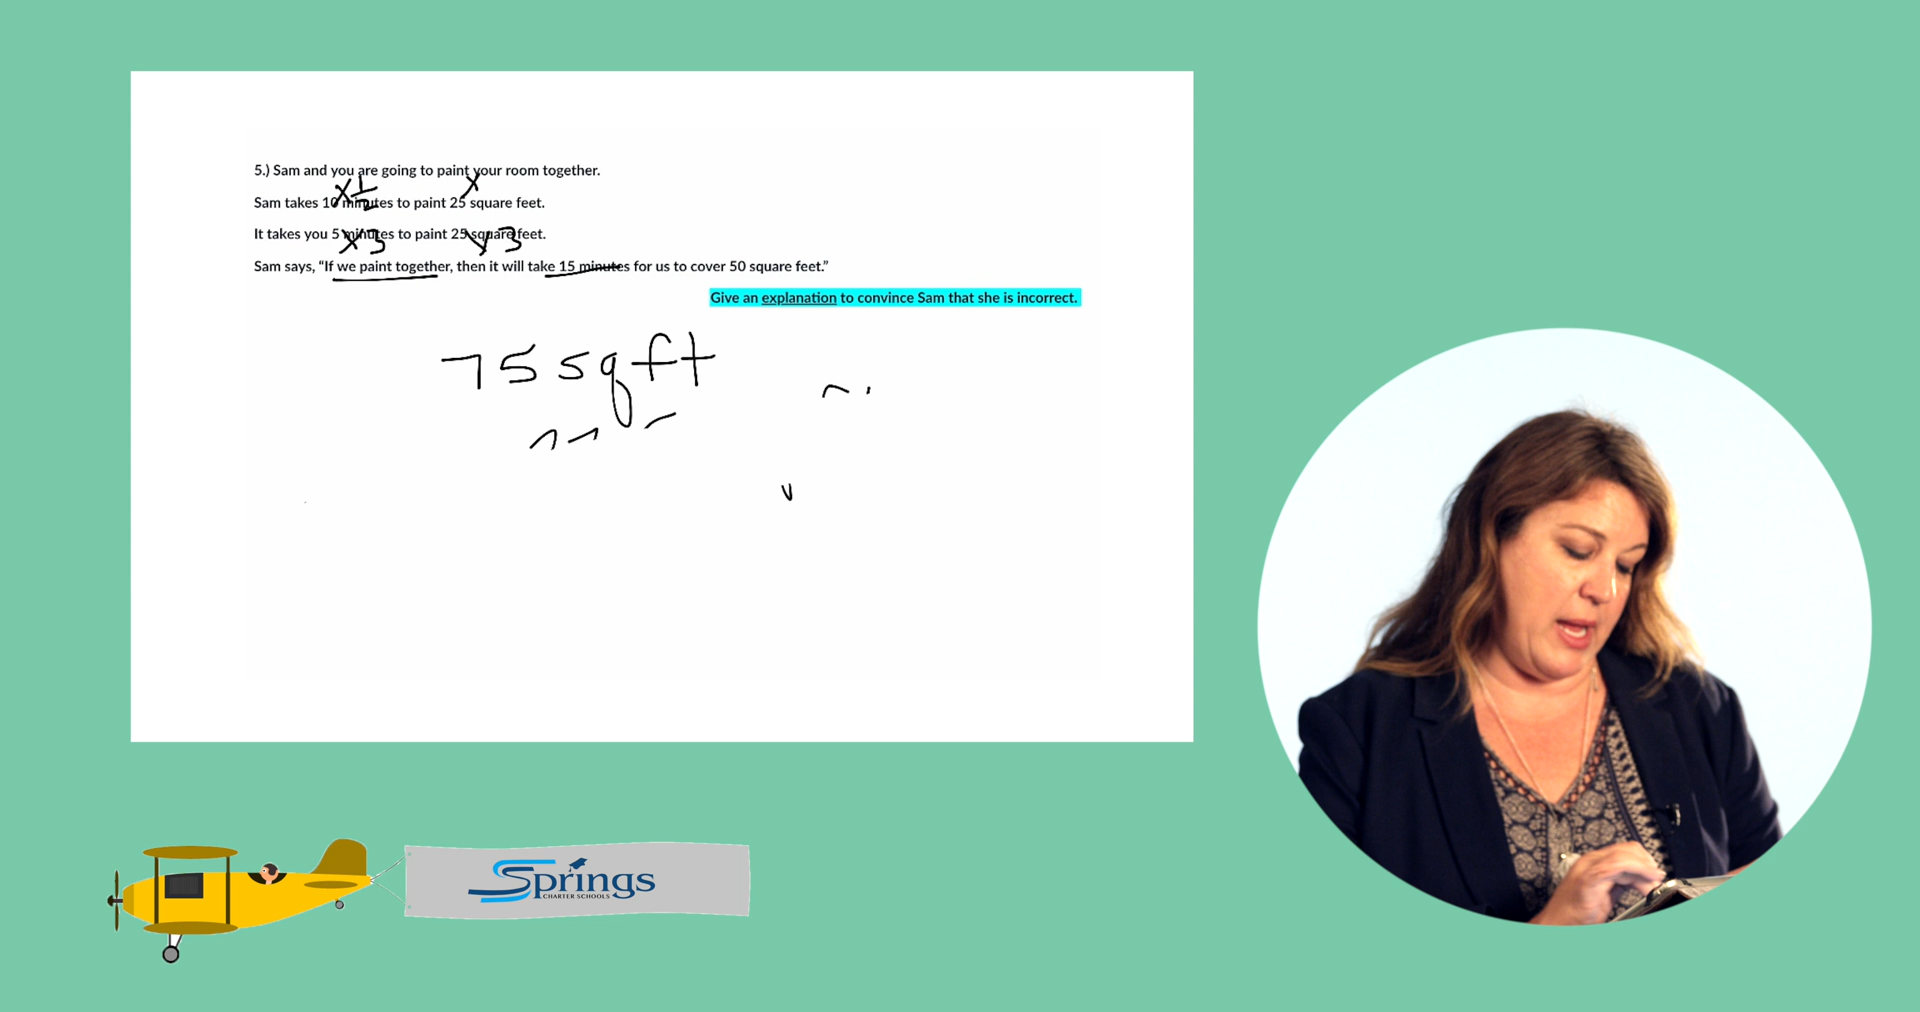 5.) Sam and you are going to paint your room together.
x 1/2 x
Sam takes 10 minutes to paint 25 square feet.
It takes you 5 minutes to paint 25 square feet.
x3 x3
Sam says, “If we paint together, then it will take 15 minutes for us to cover 50 square feet.”
Give an explanation to convince Sam that she is incorrect.
75 sqft
Springs
CHARTER SCHOOLS